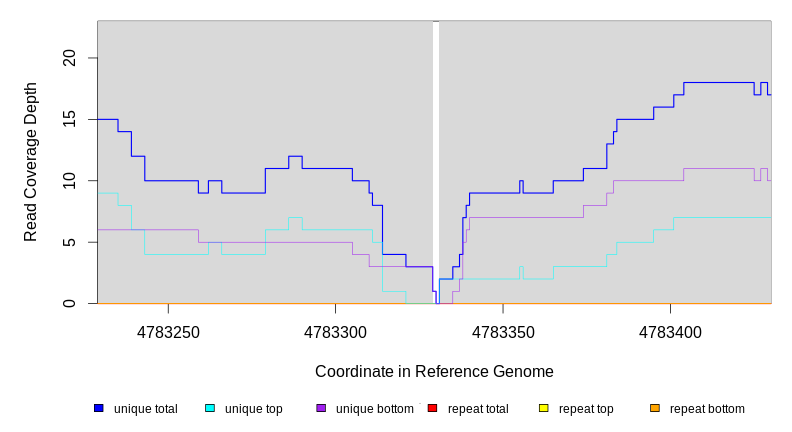 20
15
10
5
0
Read Coverage Depth
4783250 4783300 4783350 4783400
Coordinate in Reference Genome
unique total unique top unique bottom repeat total repeat top repeat bottom